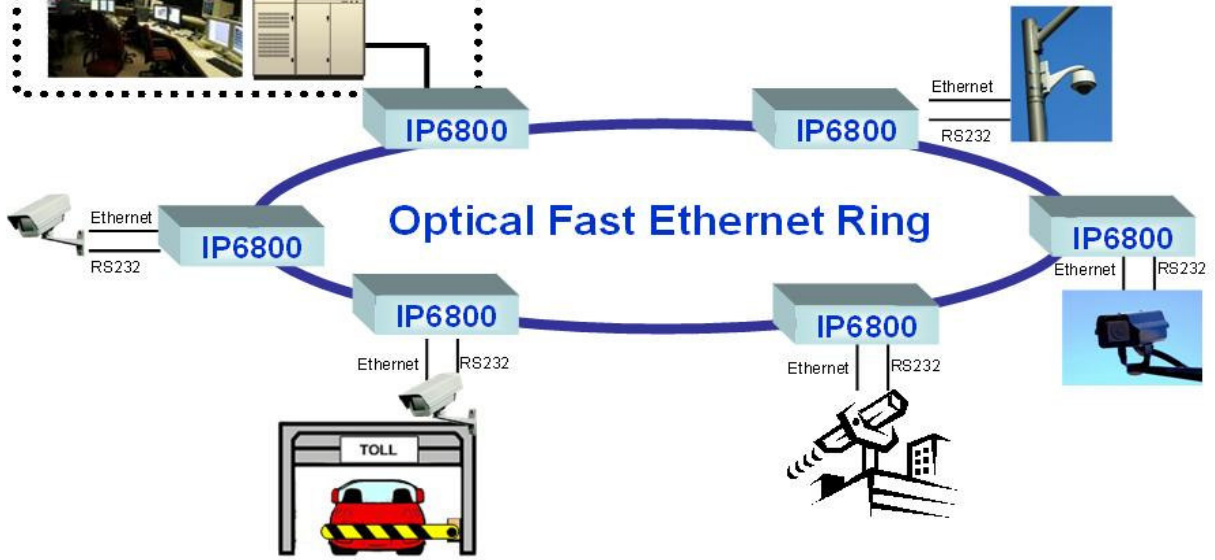 Ethernet
IP6800
IP6800
RS232
Ethernet
Optical Fast Ethernet Ring
IP6800
IP6800
RS232
Ethernet
RS232
IP6800
IP6800
Ethernet
RS232
Ethernet
RS232
TOLL